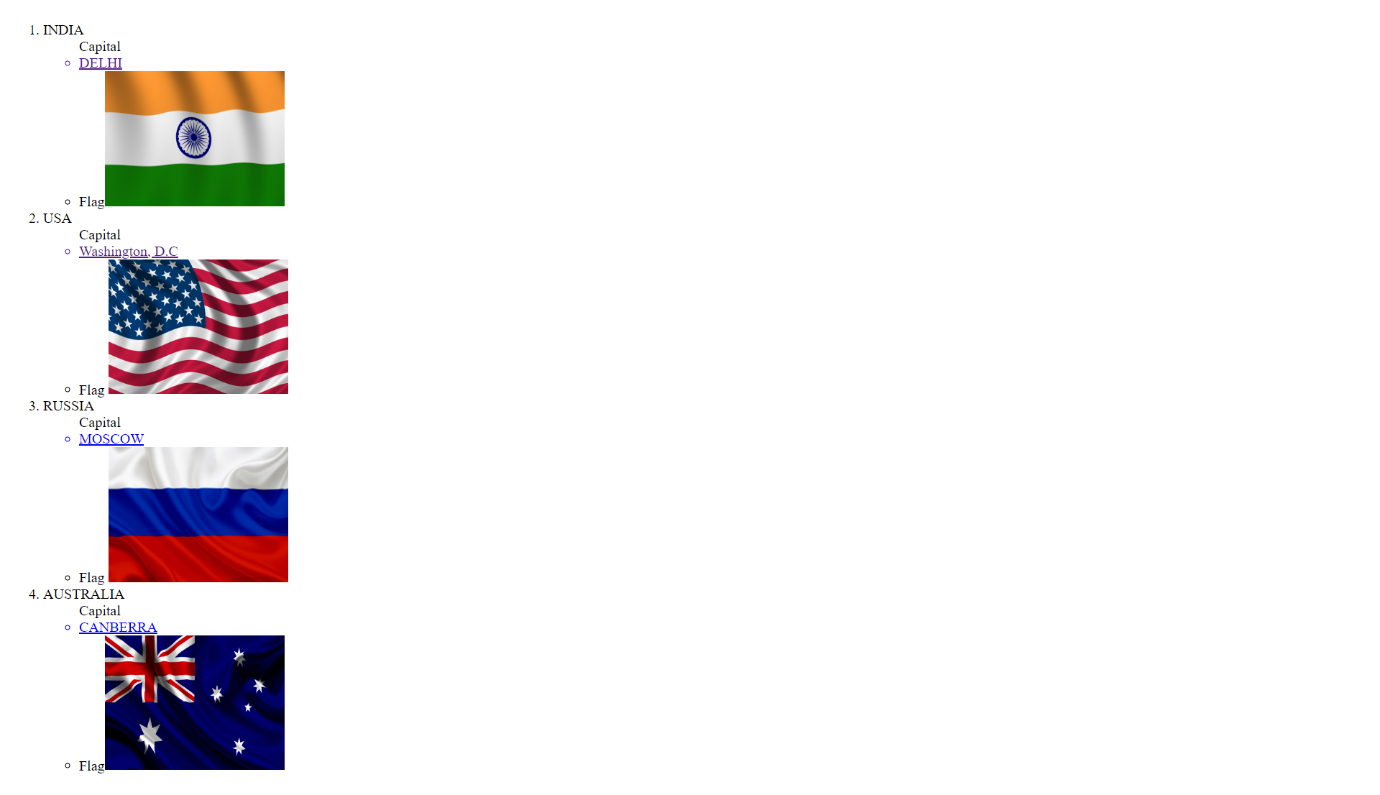 1. INDIA
Capital
DELHI
Flag
2. USA
Capital
Washington, D.C
Flag
3. RUSSIA
Capital
MOSCOW
Flag
4. AUSTRALIA
Capital
CANBERRA
Flag